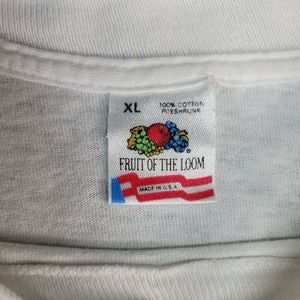 XL
100% COTTON
PRESHRUNK
®
FRUIT OF THE LOOM
MADE IN U.S.A.